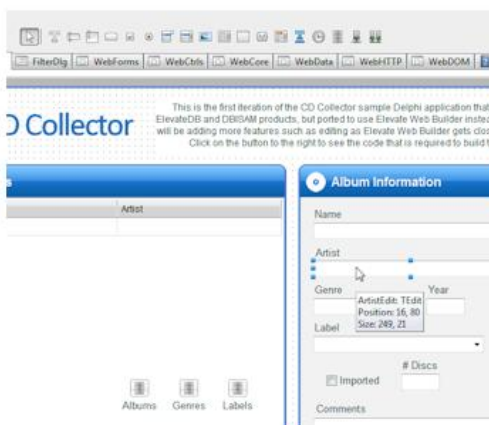 FilterDlg WebForms WebCtrls WebCore WebData WebHTTP WebDOM
This is the first iteration of the CD Collector sample Delphi application that
ElevateDB and DBISAM products, but ported to use Elevate Web Builder
will be adding more features such as editing as Elevate Web Builder gets
Click on the button to the right to see the code that is required to build
D Collector
Album Information
Artist
Name
Artist
Genre Year
ArtistEdit: TEdit
Position: 16, 80
Size: 249, 21
Label
# Discs
Imported
Albums Genres Labels
Comments